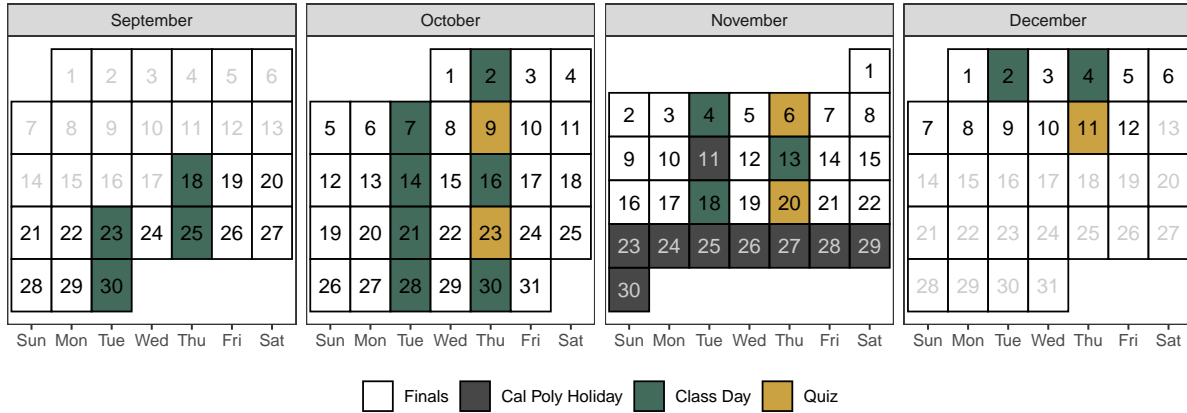 September October November December
1 2 3 4 5 6 1 2 3 4 1 1 2 3 4 5 6
7 8 9 10 11 12 13 5 6 7 8 9 10 11 2 3 4 5 6 7 8 7 8 9 10 11 12 13
14 15 16 17 18 19 20 12 13 14 15 16 17 18 9 10 11 12 13 14 15 14 15 16 17 18 19 20
21 22 23 24 25 26 27 19 20 21 22 23 24 25 16 17 18 19 20 21 22 21 22 23 24 25 26 27
28 29 30 26 27 28 29 30 31 23 24 25 26 27 28 29 28 29 30 31
30
Sun Mon Tue Wed Thu Fri Sat Sun Mon Tue Wed Thu Fri Sat Sun Mon Tue Wed Thu Fri Sat Sun Mon Tue Wed Thu Fri Sat
Finals Cal Poly Holiday Class Day Quiz